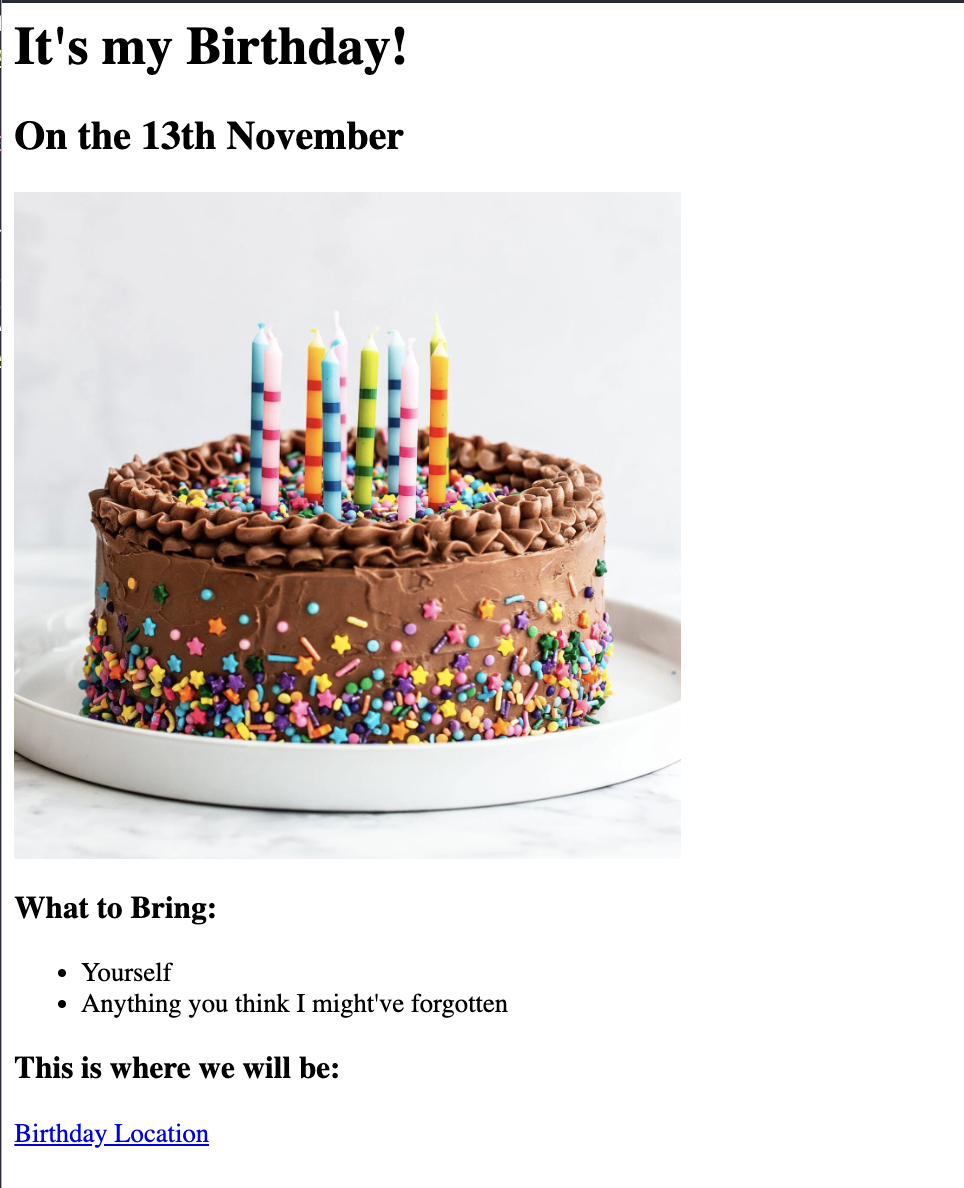 It's my Birthday!
On the 13th November
What to Bring:
Yourself
Anything you think I might've forgotten
This is where we will be:
Birthday Location